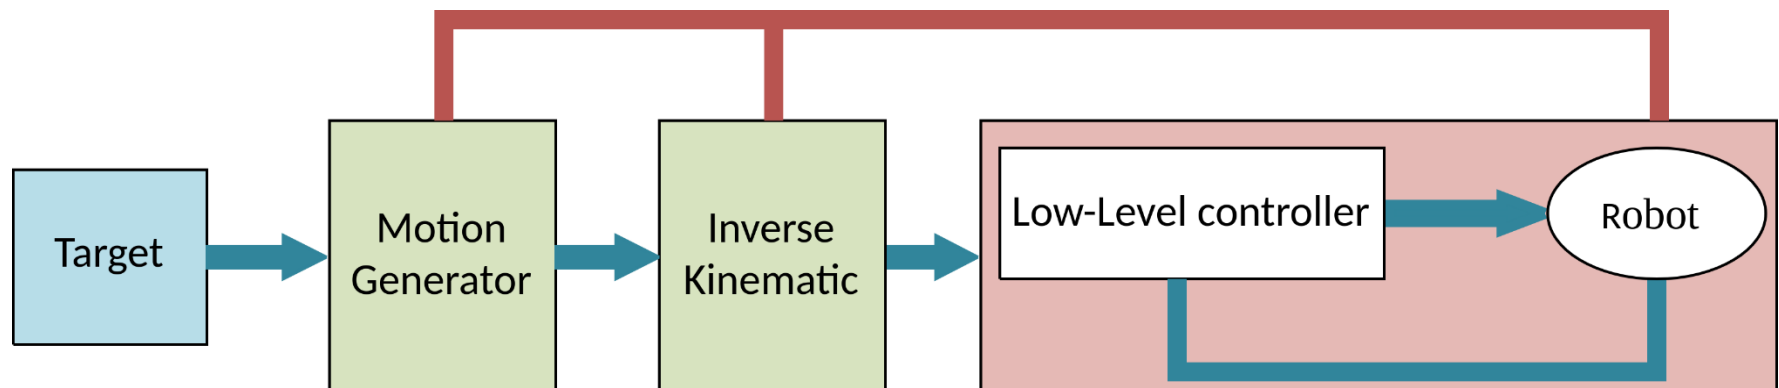 Target
Motion
Generator
Inverse
Kinematic
Low-Level controller
Robot